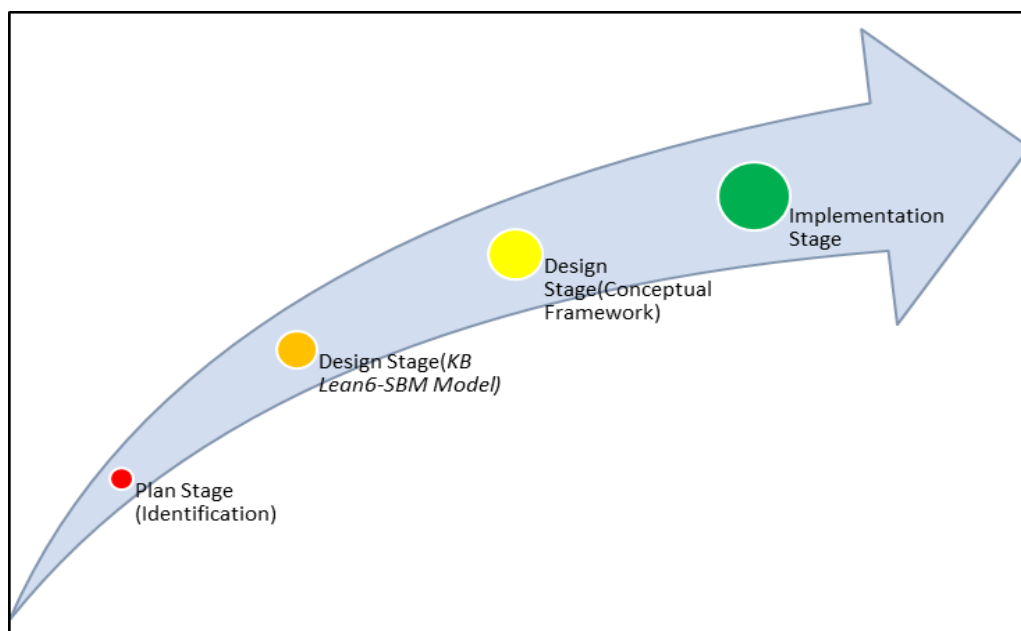 Implementation
Stage
Design
Stage(Conceptual
Framework)
Design Stage(KB
Lean6-SBM Model)
Plan Stage
(Identification)